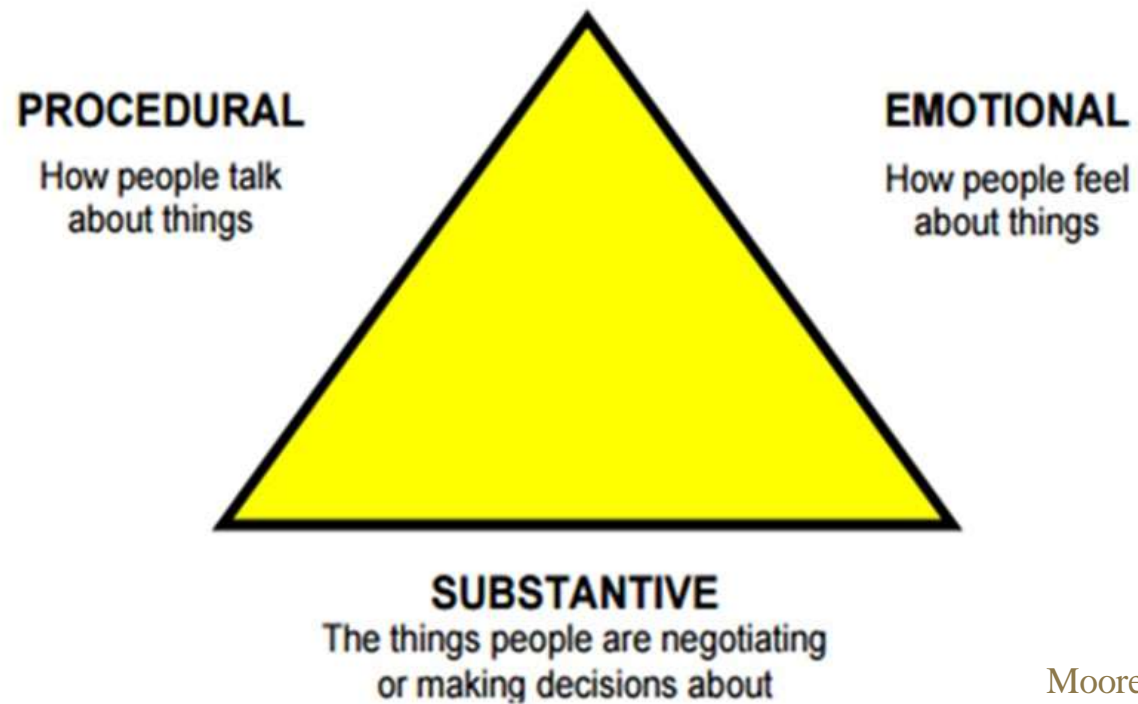 PROCEDURAL
How people talk
about things
EMOTIONAL
How people feel
about things
SUBSTANTIVE
The things people are negotiating
or making decisions about
Moore